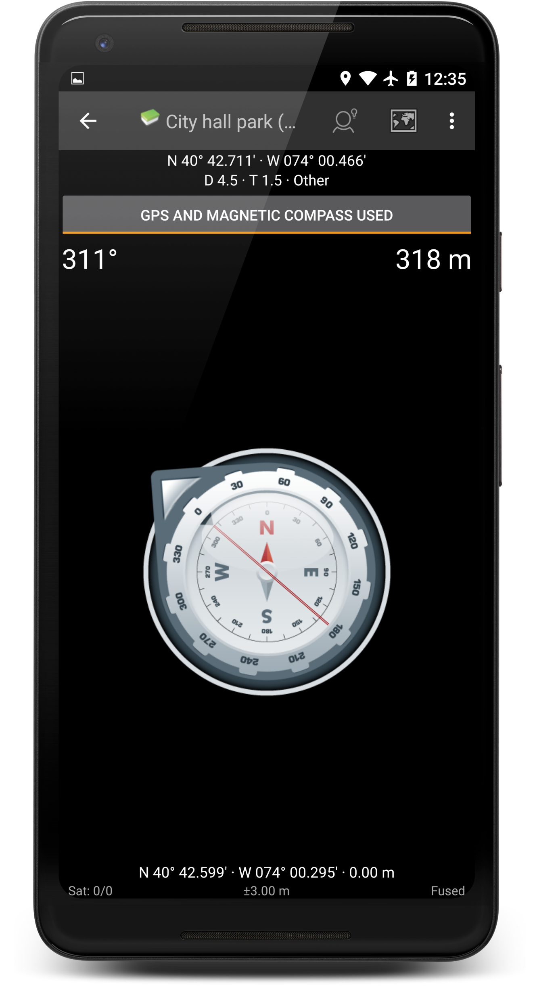 12:35
City hall park (...
N 40° 42.711' · W 074° 00.466'
D 4.5 · T 1.5 · Other
GPS AND MAGNETIC COMPASS USED
311°
318 m
0
30
60
90
120
150
180
210
240
270
300
330
0
30
60
90
120
150
180
210
240
270
300
330
N
E
S
W
N 40° 42.599' · W 074° 00.295' · 0.00 m
Sat: 0/0
±3.00 m
Fused